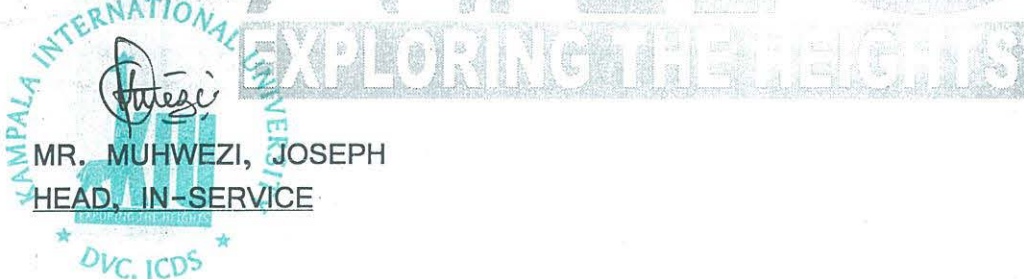 EXPLORING THE HEIGHTS
KAMPALA INTERNATIONAL UNIVERSITY
MR. MUHWEZI, JOSEPH
HEAD, IN-SERVICE
EXPLORING THE HEIGHTS
★ DVC, ICDS ★